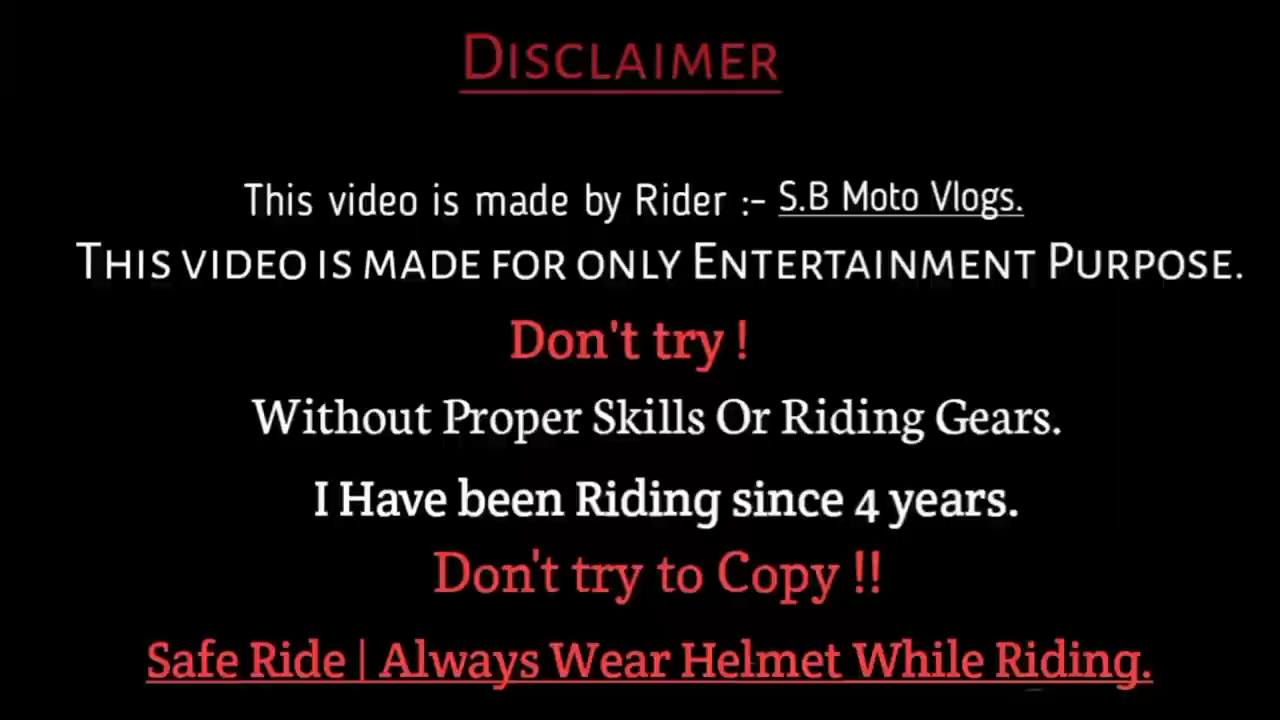 DISCLAIMER
This video is made by Rider :- S.B Moto Vlogs.
THIS VIDEO IS MADE FOR ONLY ENTERTAINMENT PURPOSE.
Don't try !
Without Proper Skills Or Riding Gears.
I Have been Riding since 4 years.
Don't try to Copy !!
Safe Ride | Always Wear Helmet While Riding.